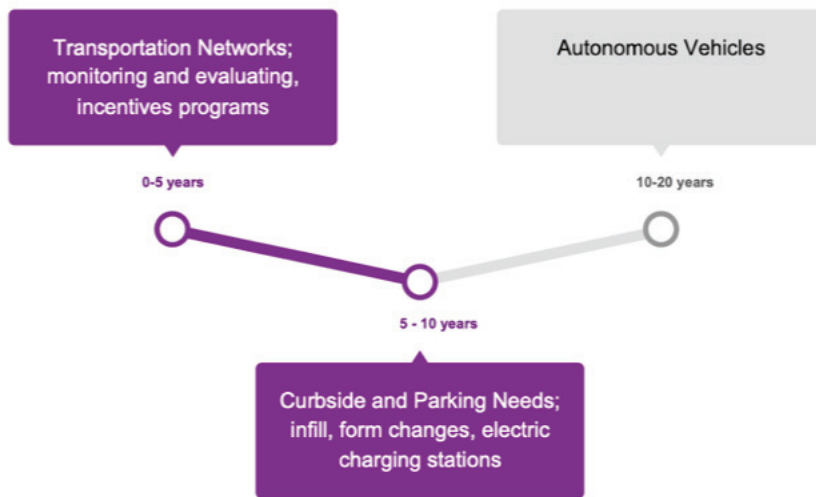 Transportation Networks;
monitoring and evaluating,
incentives programs
Autonomous Vehicles
0-5 years
10-20 years
5 - 10 years
Curbside and Parking Needs;
infill, form changes, electric
charging stations